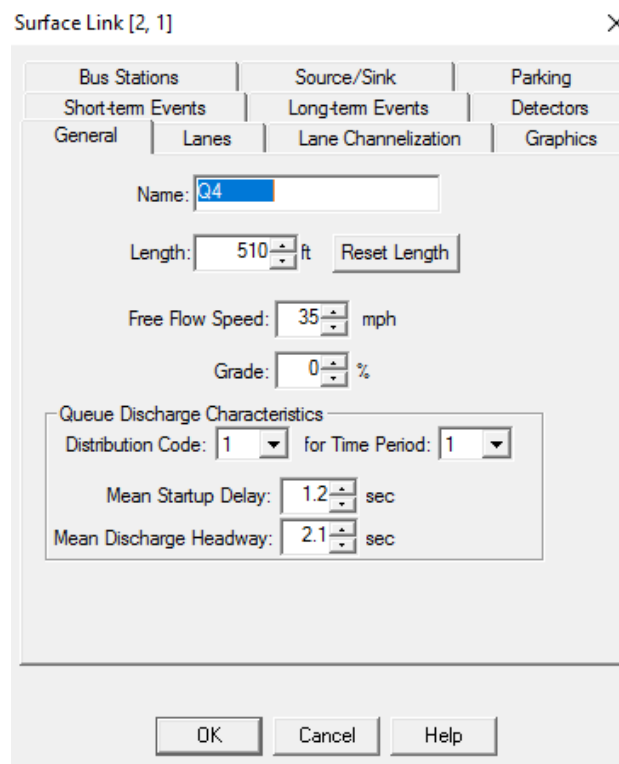 Surface Link [2, 1]
Bus Stations Source/Sink Parking
Short-term Events Long-term Events Detectors
General Lanes Lane Channelization Graphics
Name: Q4
Length: 510 ft Reset Length
Free Flow Speed: 35 mph
Grade: 0 %
Queue Discharge Characteristics
Distribution Code: 1 for Time Period: 1
Mean Startup Delay: 1.2 sec
Mean Discharge Headway: 2.1 sec
OK Cancel Help